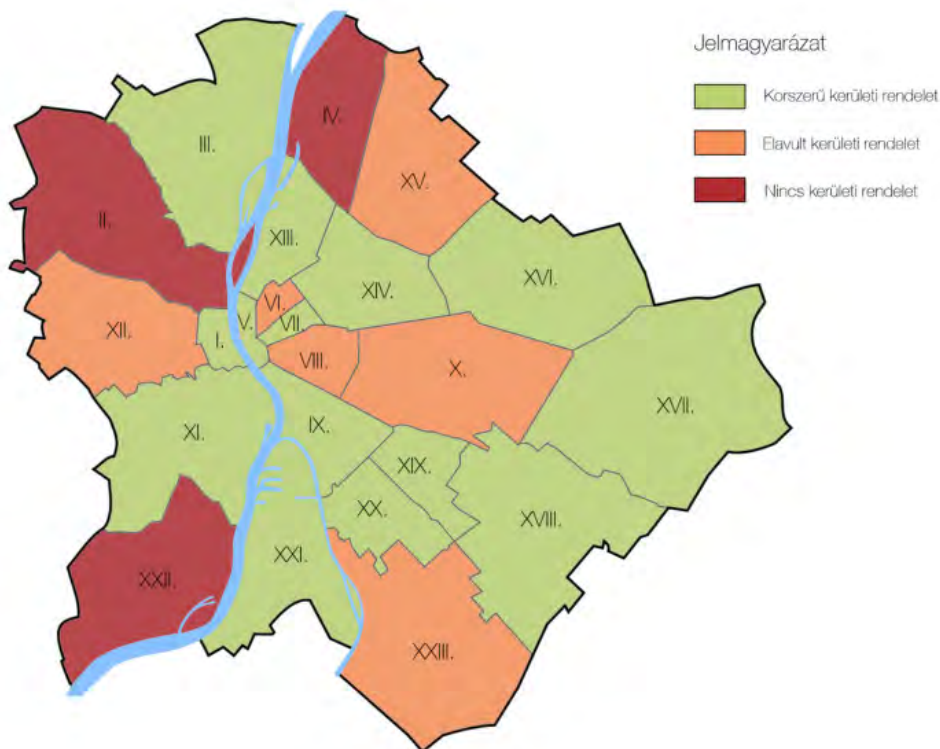 Jelmagyarázat
Korszerű kerületi rendelet
Elavult kerületi rendelet
Nincs kerületi rendelet
IV.
III.
XV.
II.
XIII.
XVI.
XIV.
VI.
XII.
V.
VII.
I.
VIII.
X.
XVII.
XI.
IX.
XIX.
XX.
XVIII.
XXI.
XXII.
XXIII.